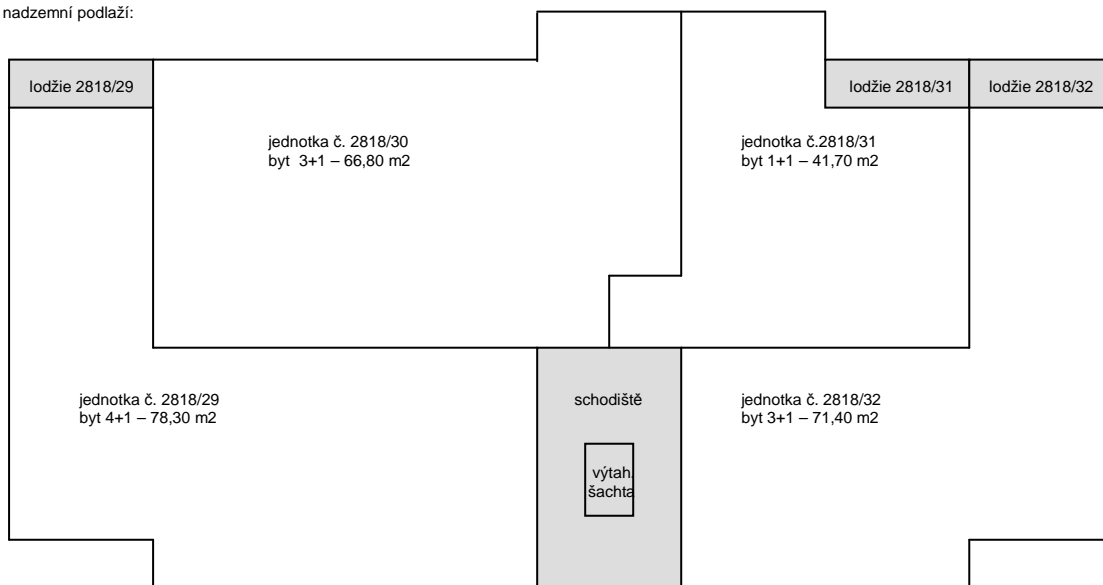 nadzemní podlaží:
lodžie 2818/29
lodžie 2818/31
lodžie 2818/32
jednotka č. 2818/30
byt  3+1 – 66,80 m2
jednotka č.2818/31
byt 1+1 – 41,70 m2
jednotka č. 2818/29
byt 4+1 – 78,30 m2
schodiště
jednotka č. 2818/32
byt 3+1 – 71,40 m2
výtah.
šachta